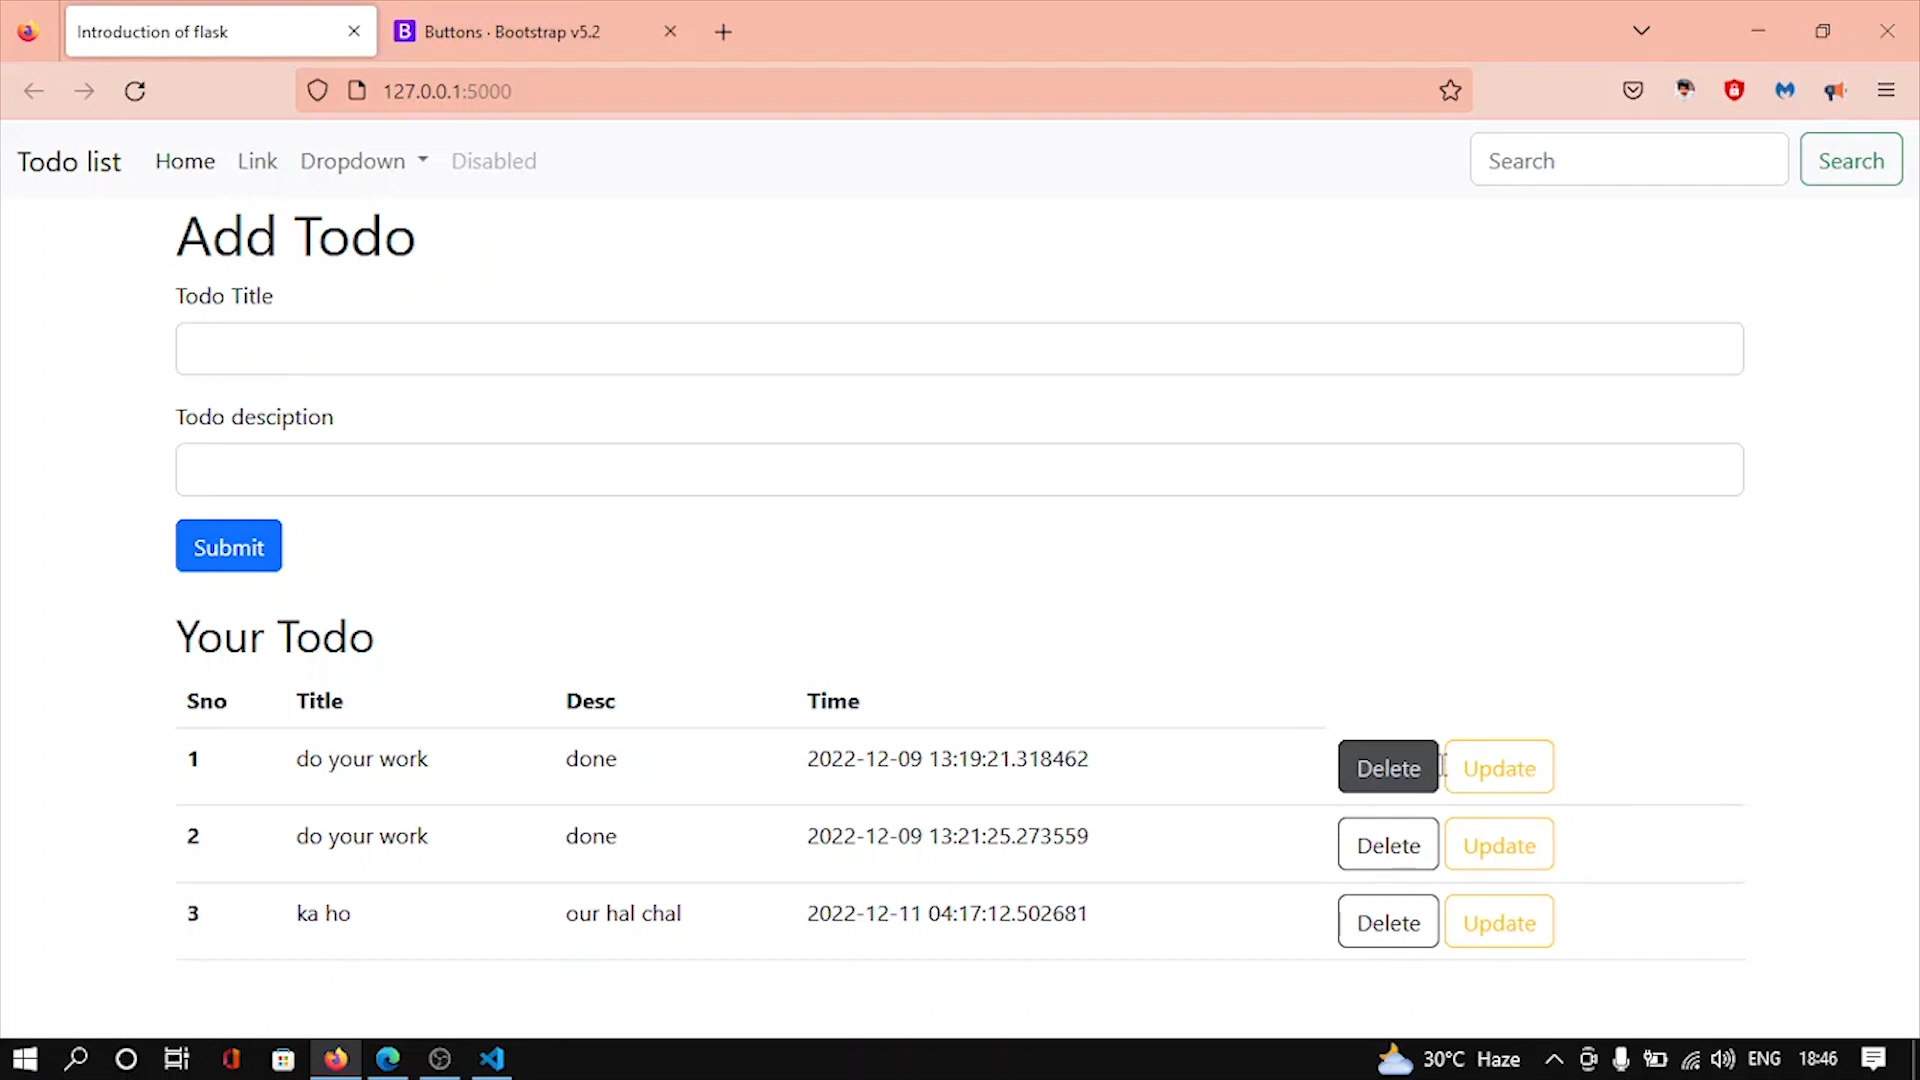 Introduction of flask
B Buttons · Bootstrap v5.2
127.0.0.1:5000
Todo list Home Link Dropdown Disabled Search Search
Add Todo
Todo Title
Todo desciption
Submit
Your Todo
Sno Title Desc Time
1 do your work done 2022-12-09 13:19:21.318462 Delete Update
2 do your work done 2022-12-09 13:21:25.273559 Delete Update
3 ka ho our hal chal 2022-12-11 04:17:12.502681 Delete Update
30°C Haze ENG 18:46